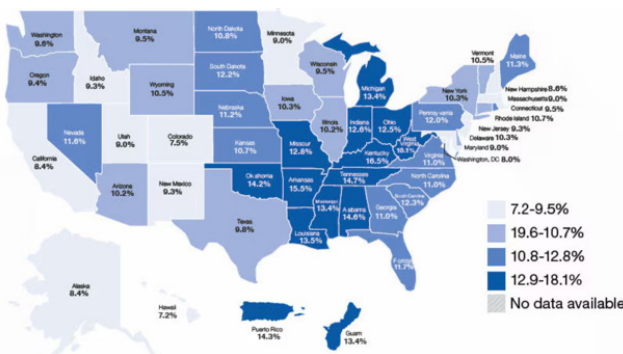 Washington
9.6%
Montana
9.5%
North Dakota
10.8%
Minnesota
9.0%
Oregon
9.4%
Idaho
9.3%
Wyoming
10.5%
South Dakota
12.2%
Wisconsin
9.5%
Michigan
13.4%
Vermont
10.5%
Maine
11.3%
New York
10.3%
New Hampshire 8.6%
Massachusetts 9.0%
Connecticut 9.5%
Rhode Island 10.7%
New Jersey 9.3%
Delaware 10.3%
Maryland 9.0%
Washington, DC 8.0%
Nevada
11.6%
Utah
9.0%
Colorado
7.5%
Nebraska
11.2%
Iowa
10.3%
Illinois
10.2%
Indiana
12.6%
Ohio
12.5%
Pennsy-vania
12.0%
California
8.4%
Kansas
10.7%
Missour
12.8%
Kentucky
16.5%
West
Virginia
18.1%
Virginia
11.0%
Arizona
10.2%
New Mexico
9.3%
Oklahoma
14.2%
Arkansas
15.5%
Tennessee
14.7%
North Carolina
11.0%
South Carolina
12.3%
Texas
9.8%
Louisiana
13.5%
13.4%
Alabama
14.6%
Georgia
11.0%
11.7%
Alaska
8.4%
Hawaii
7.2%
Puerto Rico
14.3%
Guam
13.4%
7.2-9.5%
19.6-10.7%
10.8-12.8%
12.9-18.1%
No data available